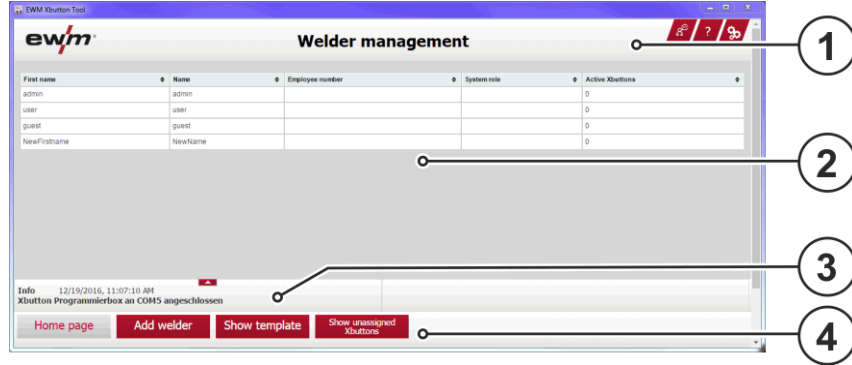 EWM Xbutton Tool
ewm
Welder management
?
1
First name Name Employee number System role Active Xbuttons
admin admin 0
user user 0
guest guest 0
NewFirstname NewName 0
2
3
Info 12/19/2016, 11:07:10 AM
Xbutton Programmierbox an COM5 angeschlossen
Home page Add welder Show template Show unassigned
Xbuttons
4